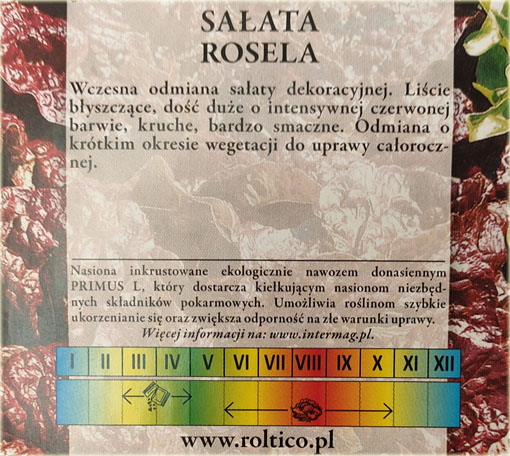 SAŁATA
ROSELA
Wczesna odmiana sałaty dekoracyjnej. Liście
błyszczące, dość duże o intensywnej czerwonej
barwie, kruche, bardzo smaczne. Odmiana o
krótkim okresie wegetacji do uprawy całorocz-
nej.
Nasiona inkrustowane ekologicznie nawozem donasiennym
PRIMUS L, który dostarcza kiełkującym nasionom niezbęd-
nych składników pokarmowych. Umożliwia roślinom szybkie
ukorzenianie się oraz zwiększa odporność na złe warunki uprawy.
Więcej informacji na: www.intermag.pl.
I II III IV V VI VII VIII IX X XI XII
www.roltico.pl